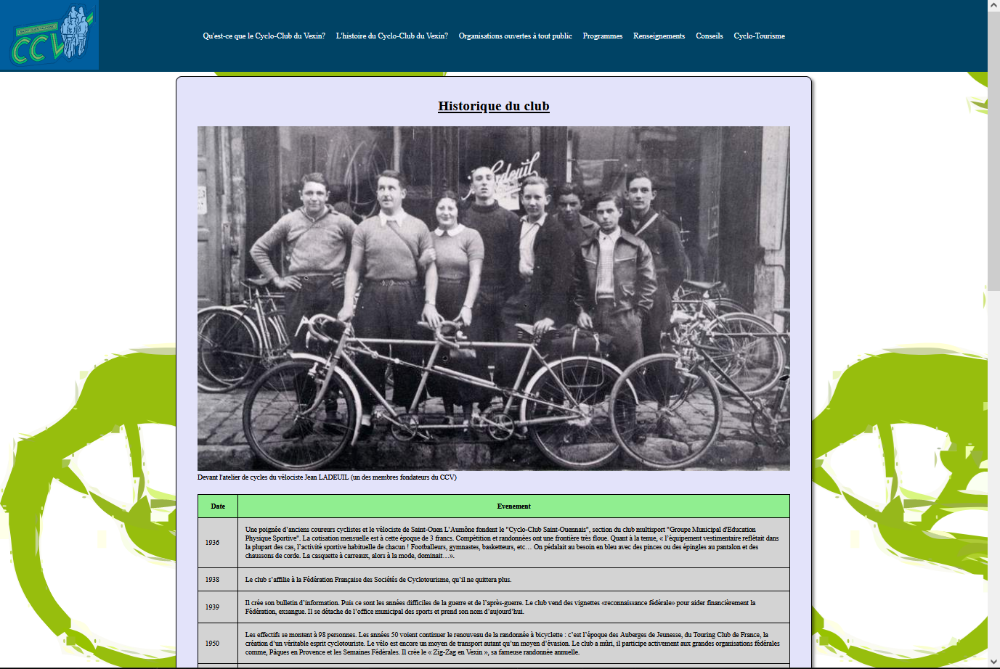 SAINT OUEN L'AUMONE
CCV
Qu'est-ce que le Cyclo-Club du Vexin? L'histoire du Cyclo-Club du Vexin? Organisations ouvertes à tout public Programmes Renseignements Conseils Cyclo-Tourisme
Historique du club
Ladeuil
Devant l'atelier de cycles du vélociste Jean LADEUIL (un des membres fondateurs du CCV)
Date Evenement
1936
Une poignée d’anciens coureurs cyclistes et le vélociste de Saint-Ouen L’Aumône fondent le "Cyclo-Club Saint-Ouennais", section du club multisport "Groupe Municipal d'Education
Physique Sportive". La cotisation mensuelle est à cette époque de 3 francs. Compétition et randonnées ont une frontière très floue. Quant à la tenue, « l’équipement vestimentaire reflétait dans
la plupart des cas, l’activité sportive habituelle de chacun ! Footballeurs, gymnastes, basketteurs, etc… On pédalait au besoin en bleu avec des pinces ou des épingles au pantalon et des
chaussons de corde. La casquette à carreaux, alors à la mode, dominait…».
1938 Le club s’affilie à la Fédération Française des Sociétés de Cyclotourisme, qu’il ne quittera plus.
1939
Il crée son bulletin d’information. Puis ce sont les années difficiles de la guerre et de l’après-guerre. Le club vend des vignettes «reconnaissance fédérale» pour aider financièrement la
Fédération, exsangue. Il se détache de l’office municipal des sports et prend son nom d’aujourd’hui.
1950
Les effectifs se montent à 98 personnes. Les années 50 voient continuer le renouveau de la randonnée à bicyclette : c’est l’époque des Auberges de Jeunesse, du Touring Club de France, la
création d’un véritable esprit cyclotouriste. Le vélo est encore un moyen de transport autant qu’un moyen d’évasion. Le club a mûri, il participe activement aux grandes organisations fédérales
comme, Pâques en Provence et les Semaines Fédérales. Il crée le « Zig-Zag en Vexin », sa fameuse randonnée annuelle.